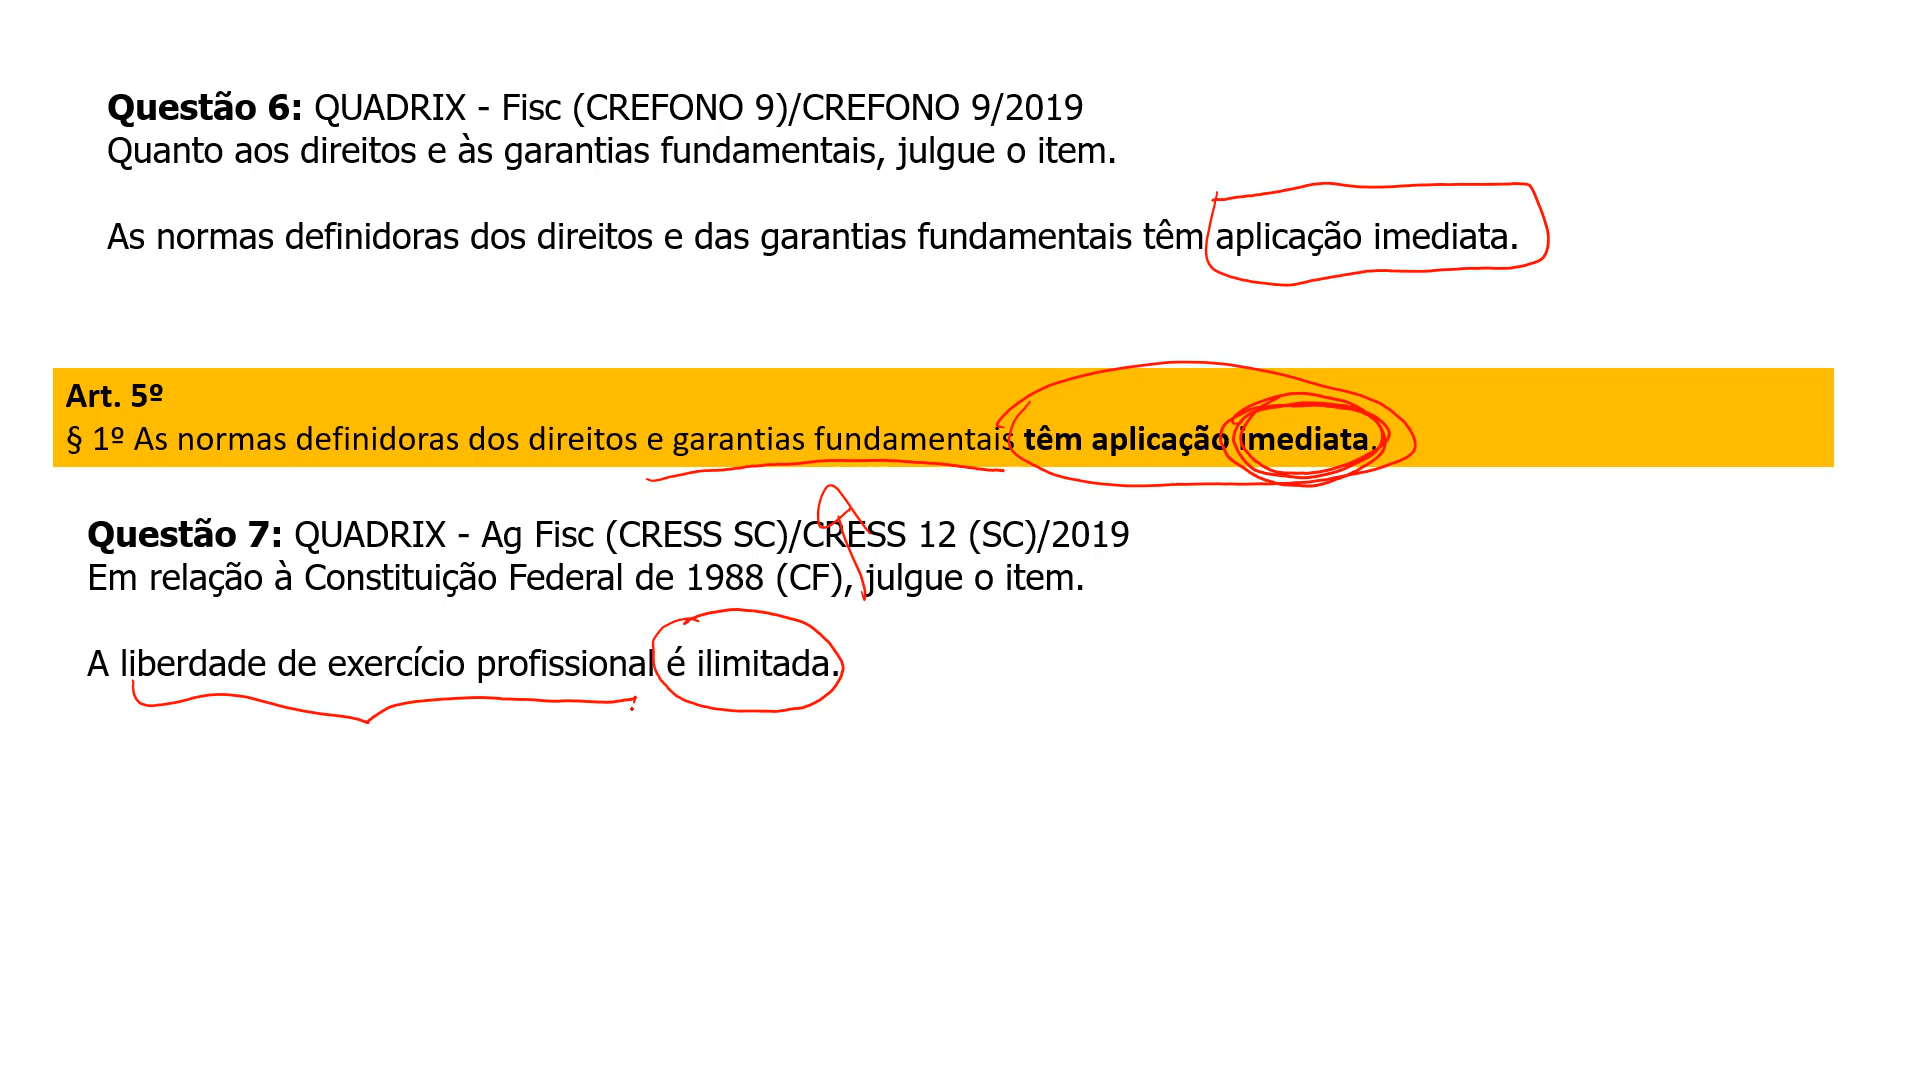 Questão 6: QUADRIX - Fisc (CREFONO 9)/CREFONO 9/2019
Quanto aos direitos e às garantias fundamentais, julgue o item.
As normas definidoras dos direitos e das garantias fundamentais têm aplicação imediata.
Art. 5º
§ 1º As normas definidoras dos direitos e garantias fundamentais têm aplicação imediata.
Questão 7: QUADRIX - Ag Fisc (CRESS SC)/CRESS 12 (SC)/2019
Em relação à Constituição Federal de 1988 (CF), julgue o item.
A liberdade de exercício profissional é ilimitada.